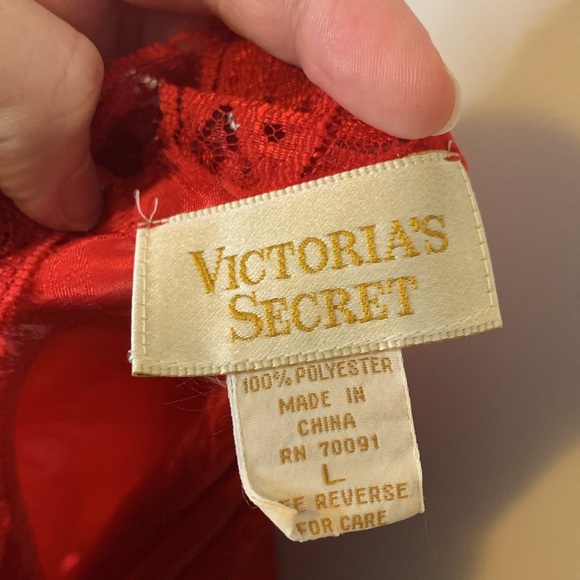 VICTORIA'S
SECRET
100% POLYESTER
MADE IN
CHINA
RN 70091
L
REVERSE
FOR CARE